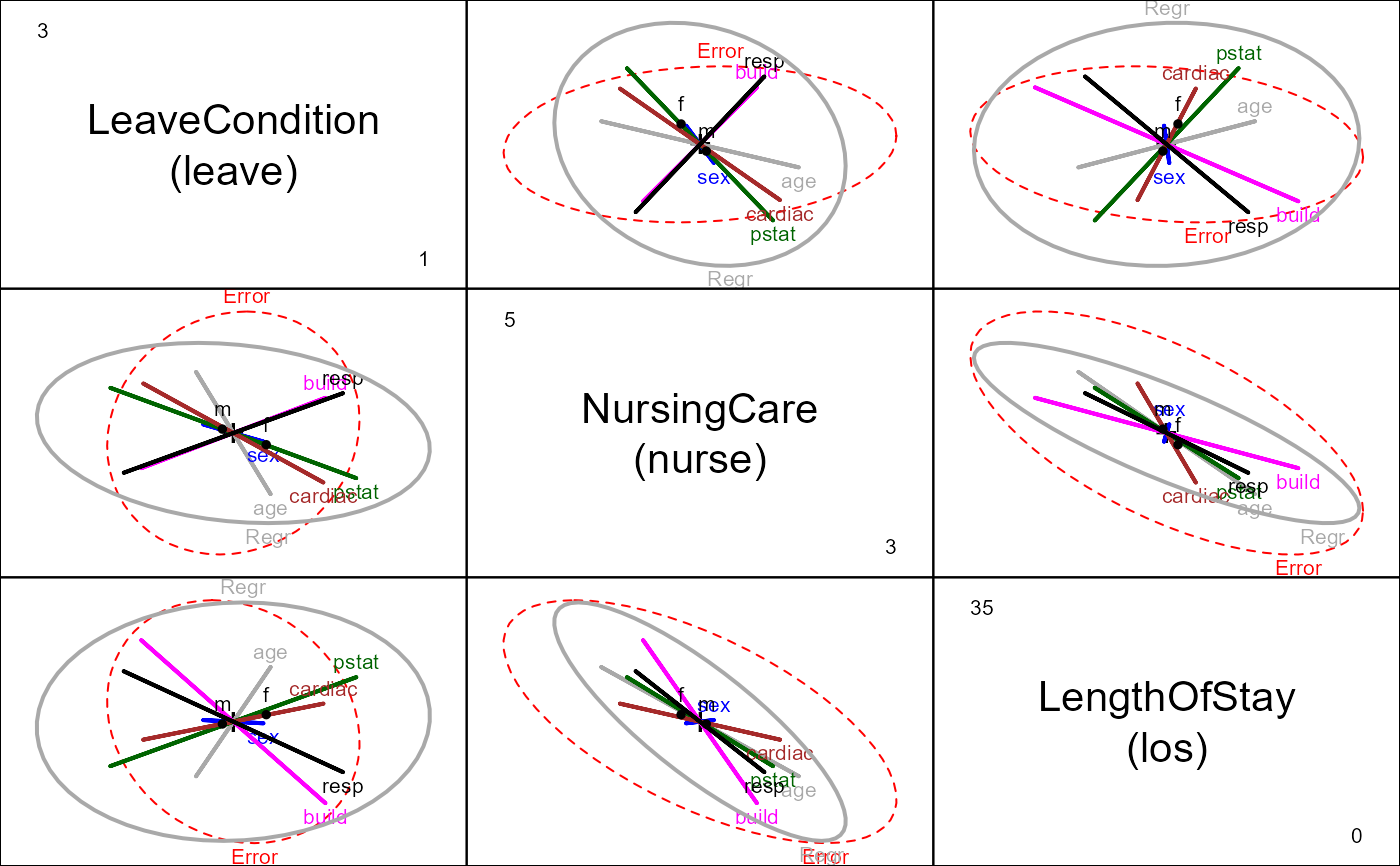 3
LeaveCondition
(leave)
1
Error
resp
build
f
m
sex
age
cardiac
pstat
Regr
Regr
pstat
cardiac
age
f
m
sex
build
resp
Error
Error
resp
build
m
f
sex
cardiac
pstat
age
Regr
5
NursingCare
(nurse)
3
m
sex
f
resp
build
pstat
cardiac
age
Regr
Error
Regr
age
pstat
cardiac
m
f
sex
resp
build
Error
f
m
sex
cardiac
pstat
resp
age
build
Regr
Error
35
LengthOfStay
(los)
0